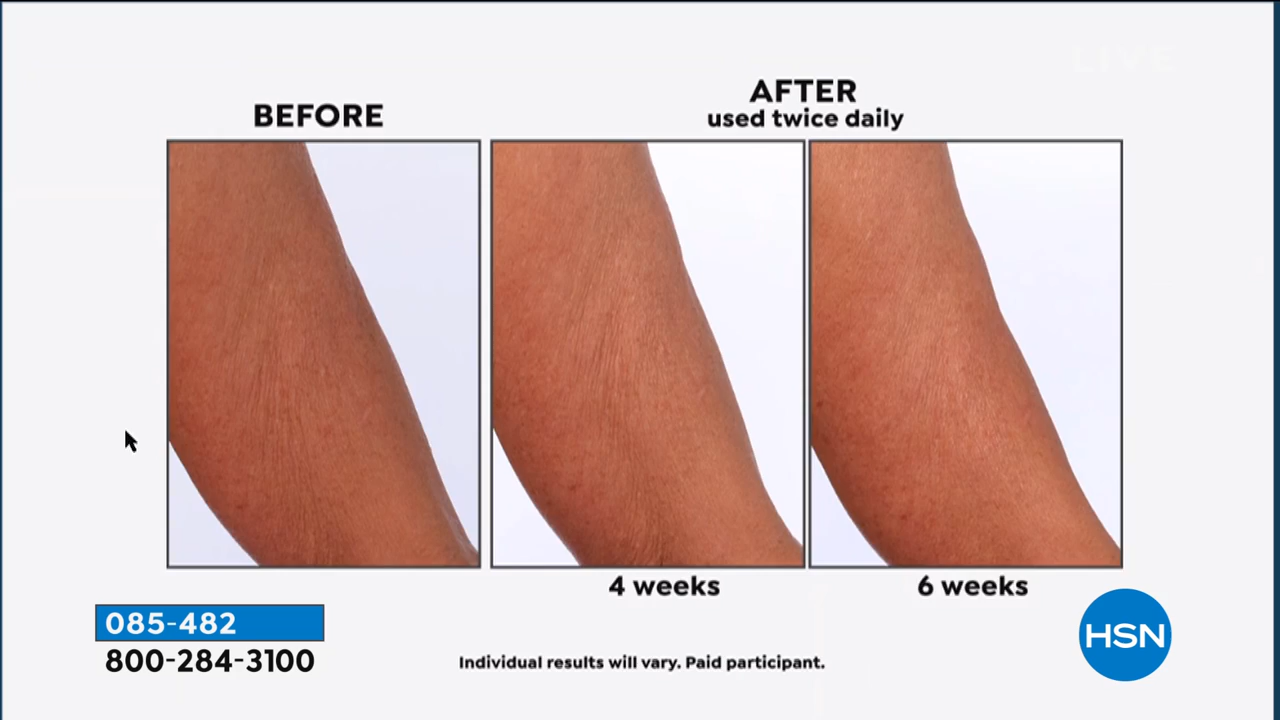 LIVE
BEFORE
AFTER
used twice daily
4 weeks
6 weeks
085-482
800-284-3100
Individual results will vary. Paid participant.
HSN